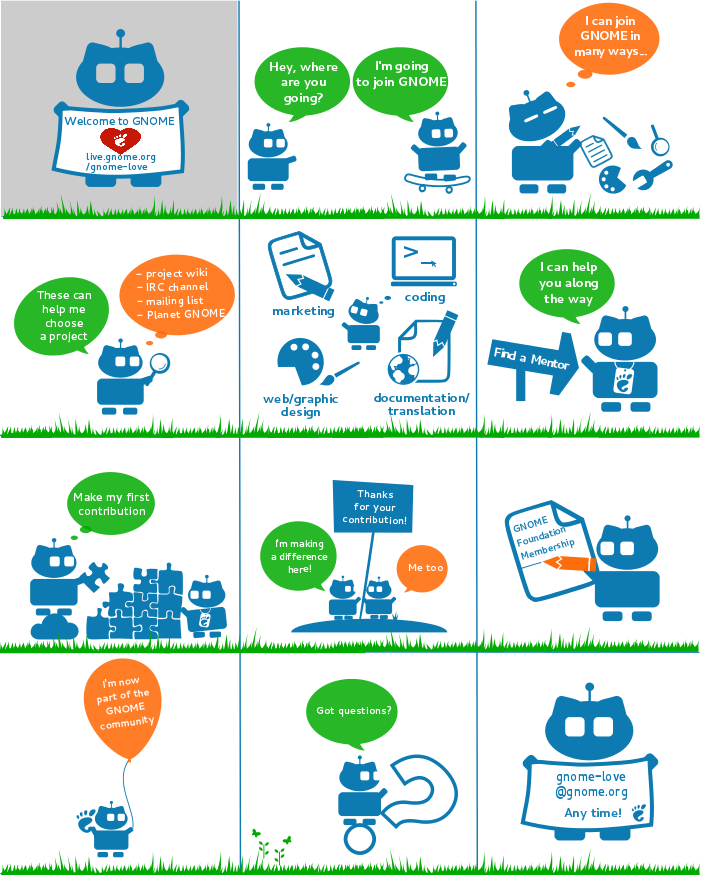 Welcome to GNOME
live.gnome.org
/gnome-love
Hey, where
are you
going?
I'm going
to join GNOME
I can join
GNOME in
many ways...
These can
help me
choose
a project
- project wiki
- IRC channel
- mailing list
- Planet GNOME
marketing
>_
coding
web/graphic
design
documentation/
translation
I can help
you along
the way
Find a Mentor
Make my first
contribution
Thanks
for your
contribution!
I'm making
a difference
here!
Me too
GNOME
Foundation
Membership
I'm now
part of the
GNOME
community
Got questions?
gnome-love
@gnome.org
Any time!